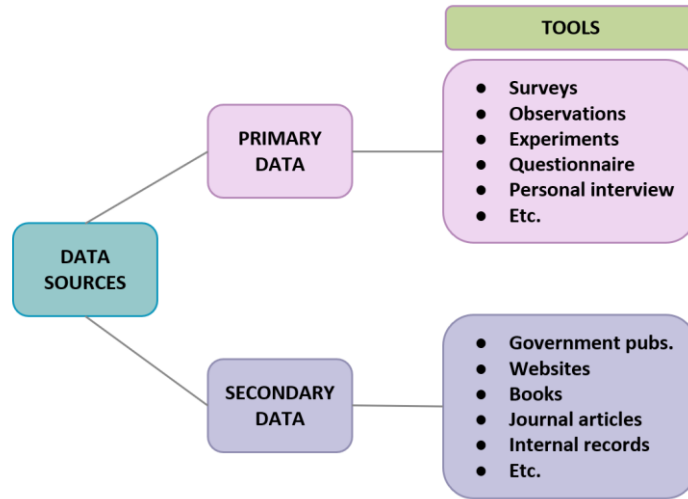 TOOLS
● Surveys
● Observations
● Experiments
● Questionnaire
● Personal interview
● Etc.
PRIMARY
DATA
DATA
SOURCES
SECONDARY
DATA
● Government pubs.
● Websites
● Books
● Journal articles
● Internal records
● Etc.